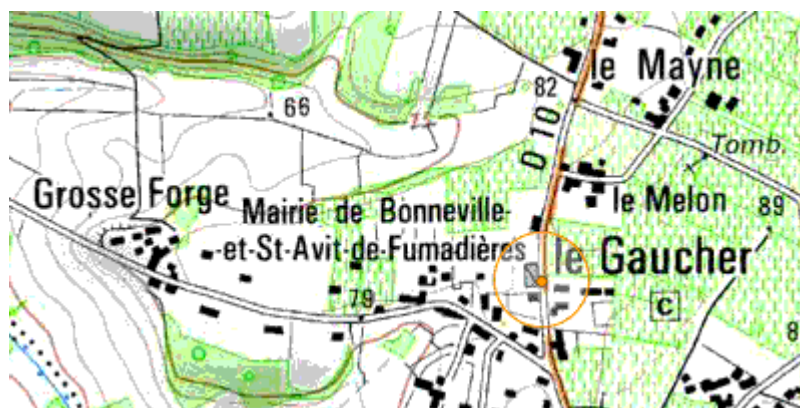 le Mayne
82
66
D 10
Tomb.
Grosse Forge
Mairie de Bonneville-
le Melon
89
-et-St-Avit-de-Fumadières
le Gaucher
79
C
8